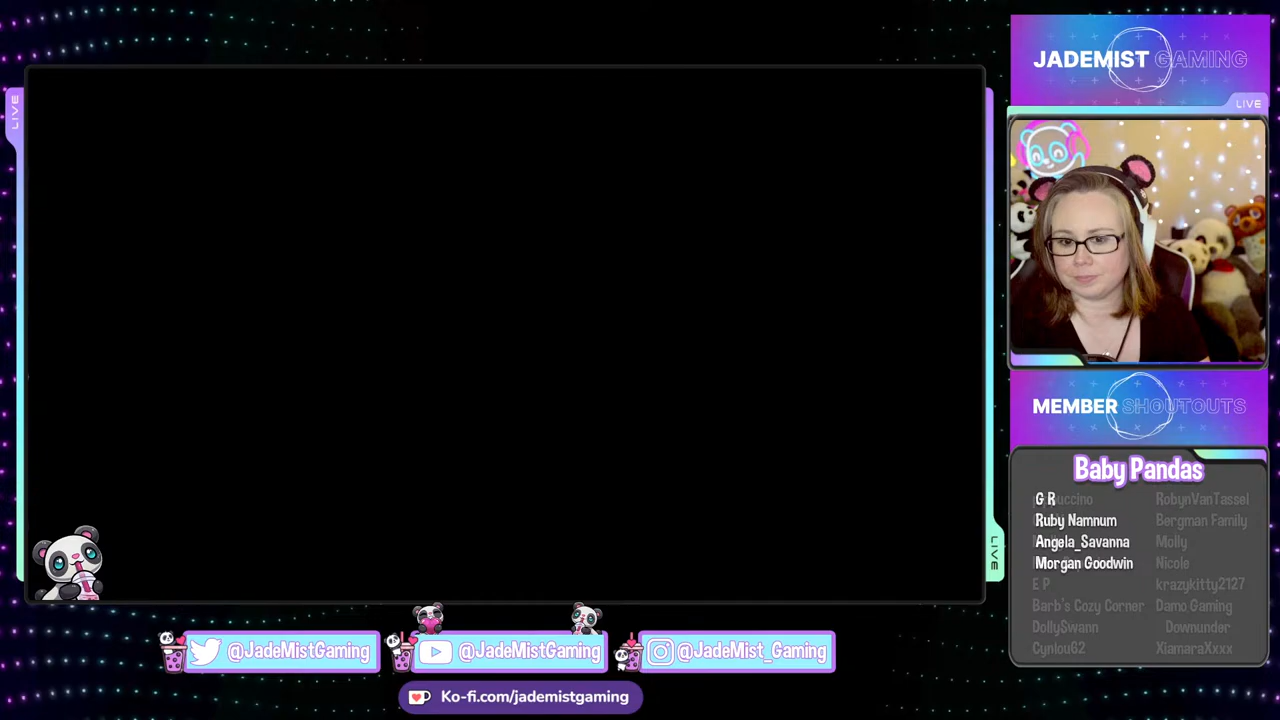 JADEMIST GAMING
LIVE
LIVE
MEMBER SHOUTOUTS
Baby Pandas
G R
RobynVanTassel
Ruby Namnum
Bergman Family
Angela_Savanna
Molly
Morgan Goodwin
Nicole
E P
krazykitty2127
Barb's Cozy Corner
Damo Gaming
DollySwann
Downunder
Cynlou62
XiamaraXxxx
LIVE
@JadeMistGaming
@JadeMistGaming
@JadeMist_Gaming
Ko-fi.com/jademistgaming